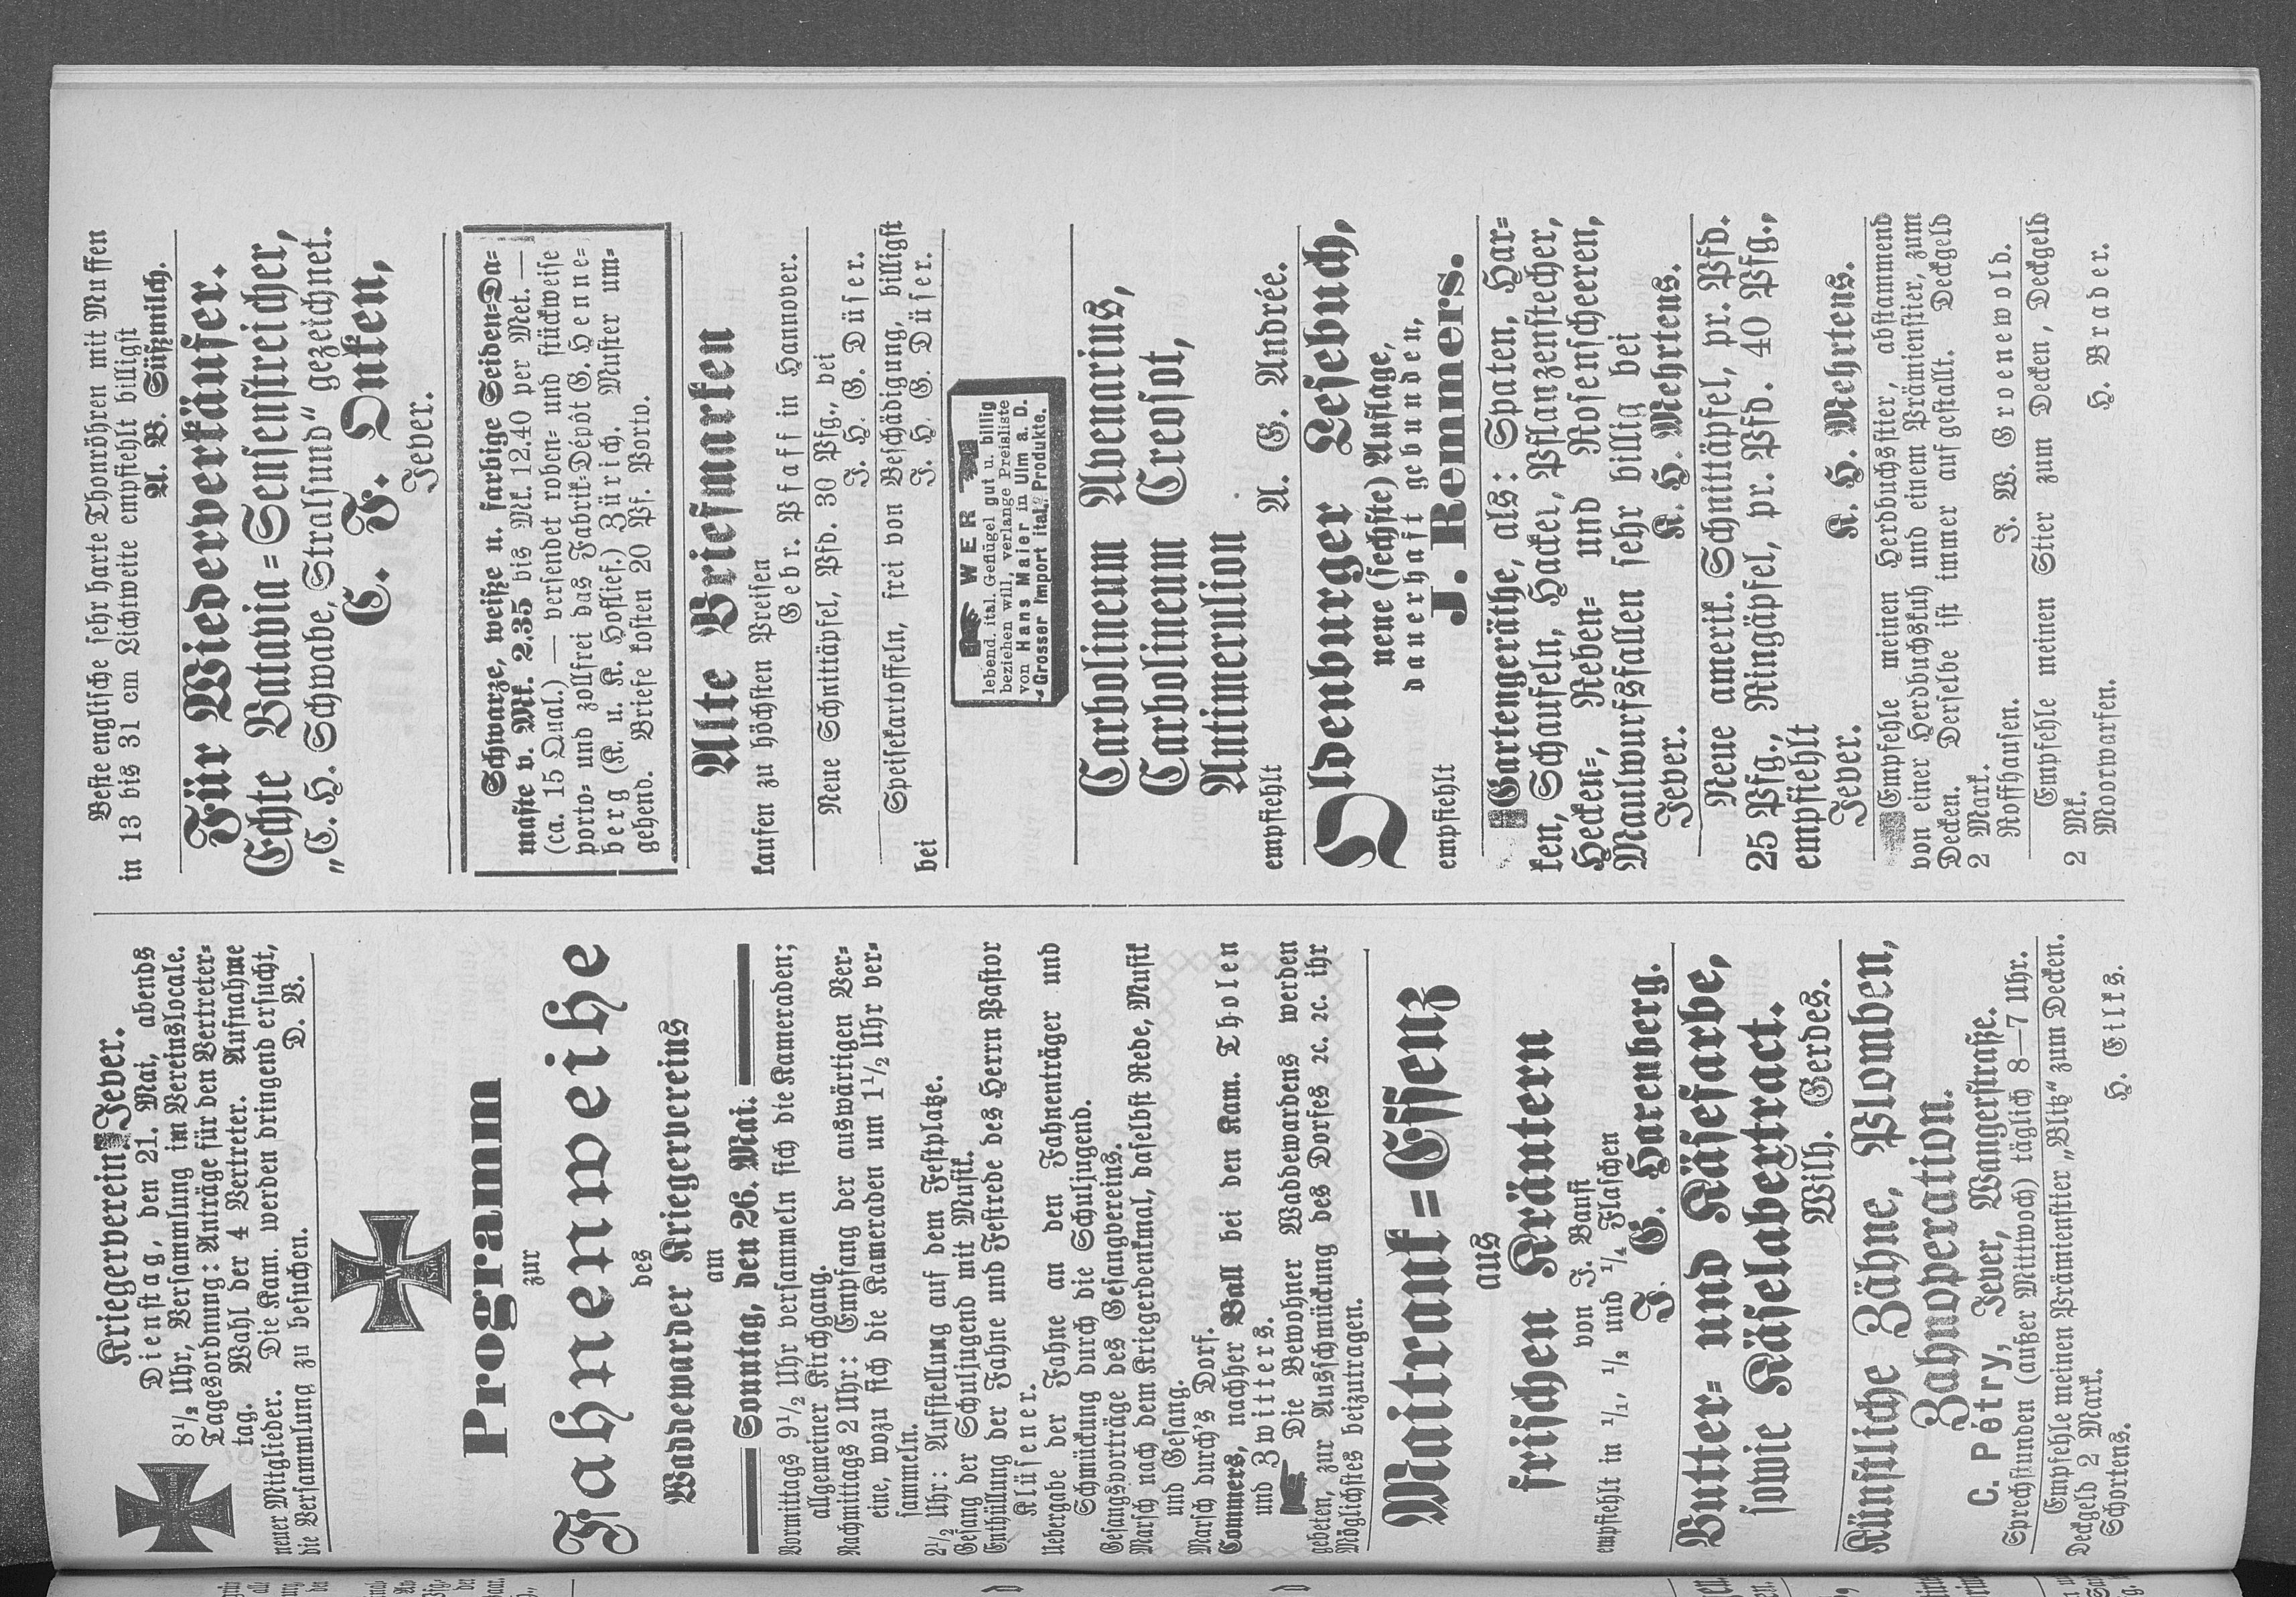 Kriegerverein Jever.
Dienstag, den 21. Mai, abends
8½ Uhr, Versammlung im Vereinslocale.
Tagesordnung: Anträge für den Vertreter-
tag. Wahl der 4 Vertreter. Aufnahme
neuer Mitglieder. Die Kam. werden dringend ersucht,
die Versammlung zu besuchen. D. V.
Programm
zur
Fahnenweihe
des
Waddewarder Kriegervereins
am
Sonntag, den 26. Mai.
Vormittags 9½ Uhr versammeln sich die Kameraden;
allgemeiner Kirchgang.
Nachmittags 2 Uhr: Empfang der auswärtigen Ver-
eine, wozu sich die Kameraden um 1½ Uhr ver-
sammeln.
2½ Uhr: Aufstellung auf dem Festplatze.
Gesang der Schuljugend mit Musik.
Enthüllung der Fahne und Festrede des Herrn Pastor
Klüsener.
Uebergabe der Fahne an den Fahnenträger und
Schmückung durch die Schuljugend.
Gesangsvorträge des Gesangvereins.
Marsch nach dem Kriegerdenkmal, daselbst Rede, Musik
und Gesang.
Marsch durch's Dorf.
Commers, nachher Ball bei den Kam. Tholen
und Zwitters.
Die Bewohner Waddewardens werden
gebeten, zur Ausschmückung des Dorfes ꝛc. ꝛc. ihr
Möglichstes beizutragen.
Maitrank-Essenz
aus
frischen Kräutern
von J. Banst
empfiehlt in 1/1, 1/2 und 1/4 Flaschen
J. G. Harenberg.
Butter- und Käsefarbe,
sowie Käselabextract.
Wilh. Gerdes.
Künstliche Zähne, Plomben,
Zahnoperation.
C. Pétry, Jever, Wangerstraße.
Sprechstunden (außer Mittwoch) täglich 8—7 Uhr.
Empfehle meinen Prämienstier „Blitz“ zum Decken.
Deckgeld 2 Mark.
Schortens. H. Eilks.
Beste englische sehr harte Thonröhren mit Muffen
in 13 bis 31 cm Lichtweite empfiehlt billigst
A. B. Süßmilch.
Für Wiederverkäufer.
Echte Batavia-Sensenstreicher,
„C. H. Schwabe, Stralsund“ gezeichnet.
C. F. Onken,
Jever.
Schwarze, weiße u. farbige Seiden-Da-
maste v. Mk. 2.35 bis Mk. 12.40 per Met. —
(ca. 15 Qual.) — versendet roben- und stückweise
porto- und zollfrei das Fabrik-Dépôt G. Henne-
berg (K. u. K. Hoflief.) Zürich. Muster um-
gehend. Briefe kosten 20 Pf. Porto.
Alte Briefmarken
kaufen zu höchsten Preisen
Gebr. Pfaff in Hannover.
Neue Schnittäpfel, Pfd. 30 Pfg., bei
J. H. G. Düser.
Speisekartoffeln, frei von Beschädigung, billigst
bei J. H. G. Düser.
WER
lebend. ital. Geflügel gut u. billig
beziehen will, verlange Preisliste
von Hans Maier in Ulm a. D.
Grosser Import ital. Produkte.
Carbolineum Avenarius,
Carbolineum Creosot,
Antimerulion
empfiehlt A. G. Andrée.
Oldenburger Lesebuch,
neue (sechste) Auflage,
dauerhaft gebunden,
empfiehlt J. Remmers.
Gartengeräthe, als: Spaten, Har-
ken, Schaufeln, Hacken, Pflanzenstecher,
Hecken-, Reben- und Rosenscheeren,
Maulwurfsfallen sehr billig bei
Jever. K. H. Mehrtens.
Neue amerik. Schnittäpfel, pr. Pfd.
25 Pfg., Ringäpfel, pr. Pfd. 40 Pfg.,
empfiehlt
Jever. K. H. Mehrtens.
Empfehle meinen Herdbuchstier, abstammend
von einer Herdbuchskuh und einem Prämienstier, zum
Decken. Derselbe ist immer aufgestallt. Deckgeld
2 Mark.
Roffhausen. J. W. Groenewold.
Empfehle meinen Stier zum Decken, Deckgeld
2 Mk.
Moorwarfen. H. Brader.